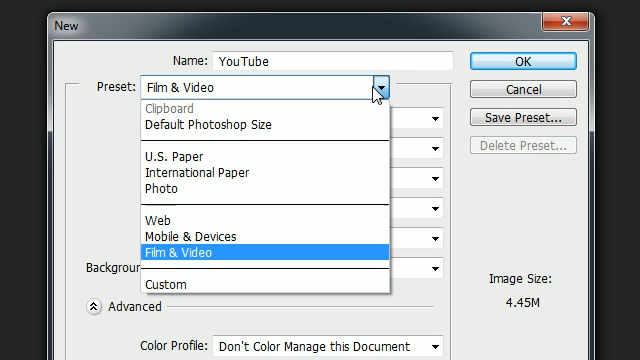 New
Name: YouTube
OK
Preset: Film & Video
Cancel
Clipboard
Default Photoshop Size
Save Preset...
Delete Preset...
U.S. Paper
International Paper
Photo
Web
Mobile & Devices
Film & Video
Background
Custom
Image Size:
4.45M
Advanced
Color Profile: Don't Color Manage this Document